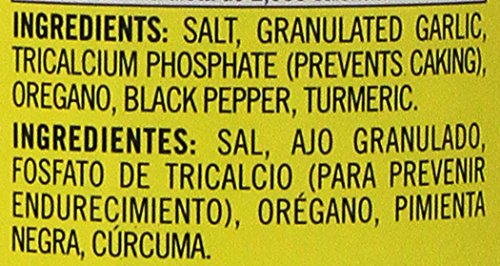 INGREDIENTS: SALT, GRANULATED GARLIC,
TRICALCIUM PHOSPHATE (PREVENTS CAKING),
OREGANO, BLACK PEPPER, TURMERIC.
INGREDIENTES: SAL, AJO GRANULADO,
FOSFATO DE TRICALCIO (PARA PREVENIR
ENDURECIMIENTO), ORÉGANO, PIMIENTA
NEGRA, CÚRCUMA.